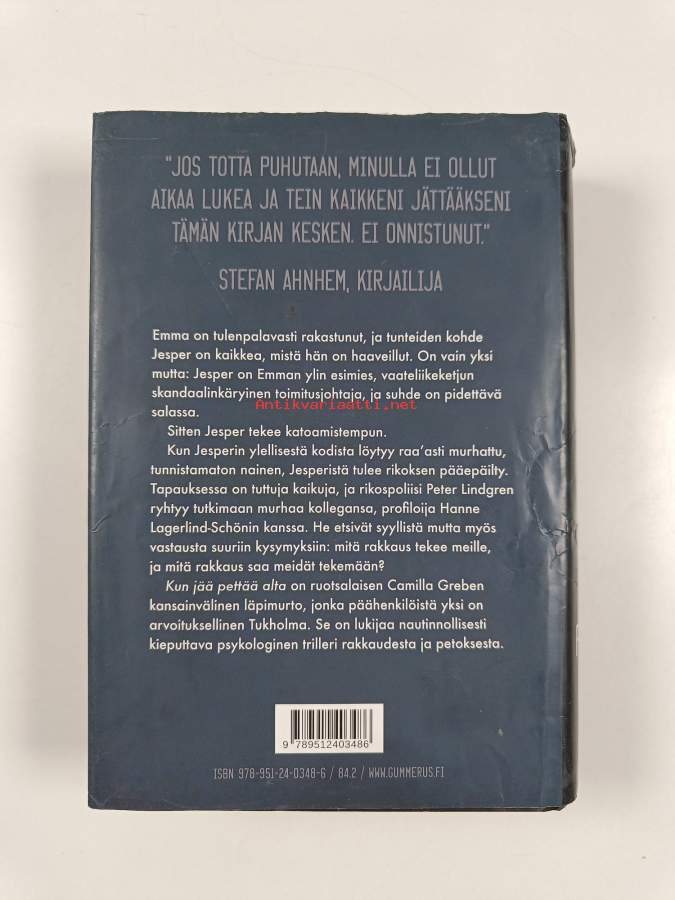 "JOS TOTTA PUHUTAAN, MINULLA EI OLLUT
AIKAA LUKEA JA TEIN KAIKKENI JÄTTÄÄKSENI
TÄMÄN KIRJAN KESKEN. EI ONNISTUNUT."
STEFAN AHNHEM, KIRJAILIJA
Emma on tulenpalavasti rakastunut, ja tunteiden kohde
Jesper on kaikkea, mistä hän on haaveillut. On vain yksi
mutta: Jesper on Emman ylin esimies, vaateliikeketjun
skandaalinkäryinen toimitusjohtaja, ja suhde on pidettävä
salassa.
Antikvariaatti.net
Sitten Jesper tekee katoamistempun.
Kun Jesperin ylellisestä kodista löytyy raa'asti murhattu,
tunnistamaton nainen, Jesperistä tulee rikoksen pääepäilty.
Tapauksessa on tuttuja kaikuja, ja rikospoliisi Peter Lindgren
ryhtyy tutkimaan murhaa kollegansa, profiloija Hanne
Lagerlind-Schönin kanssa. He etsivät syyllistä mutta myös
vastausta suuriin kysymyksiin: mitä rakkaus tekee meille,
ja mitä rakkaus saa meidät tekemään?
Kun jää pettää alta on ruotsalaisen Camilla Greben
kansainvälinen läpimurto, jonka päähenkilöistä yksi on
arvoituksellinen Tukholma. Se on lukijaa nautinnollisesti
kieputtava psykologinen trilleri rakkaudesta ja petoksesta.
9 789512 403486
ISBN 978-951-24-0348-6 / 84.2 / WWW.GUMMERUS.FI